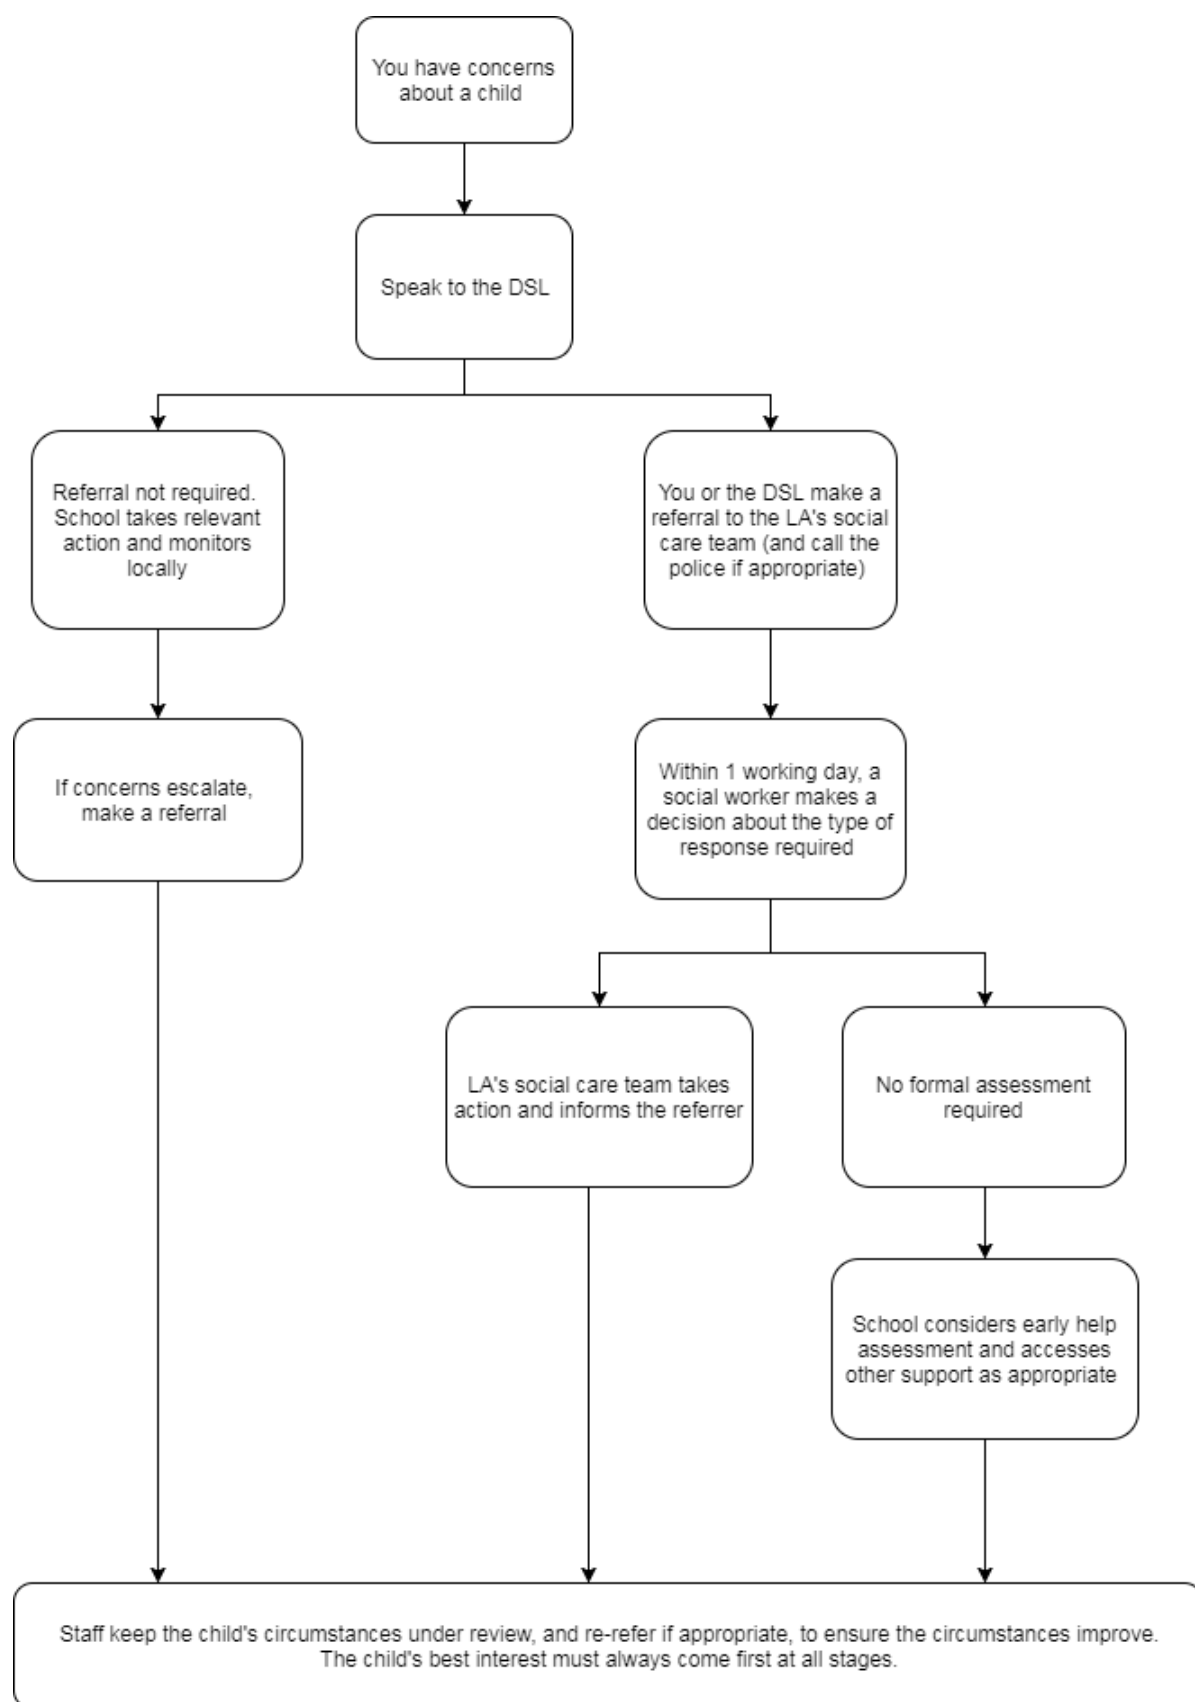 You have concerns
about a child
Speak to the DSL
Referral not required.
School takes relevant
action and monitors
locally
You or the DSL make a
referral to the LA's social
care team (and call the
police if appropriate)
If concerns escalate,
make a referral
Within 1 working day, a
social worker makes a
decision about the type of
response required
LA's social care team takes
action and informs the referrer
No formal assessment
required
School considers early help
assessment and accesses
other support as appropriate
Staff keep the child's circumstances under review, and re-refer if appropriate, to ensure the circumstances improve.
The child's best interest must always come first at all stages.